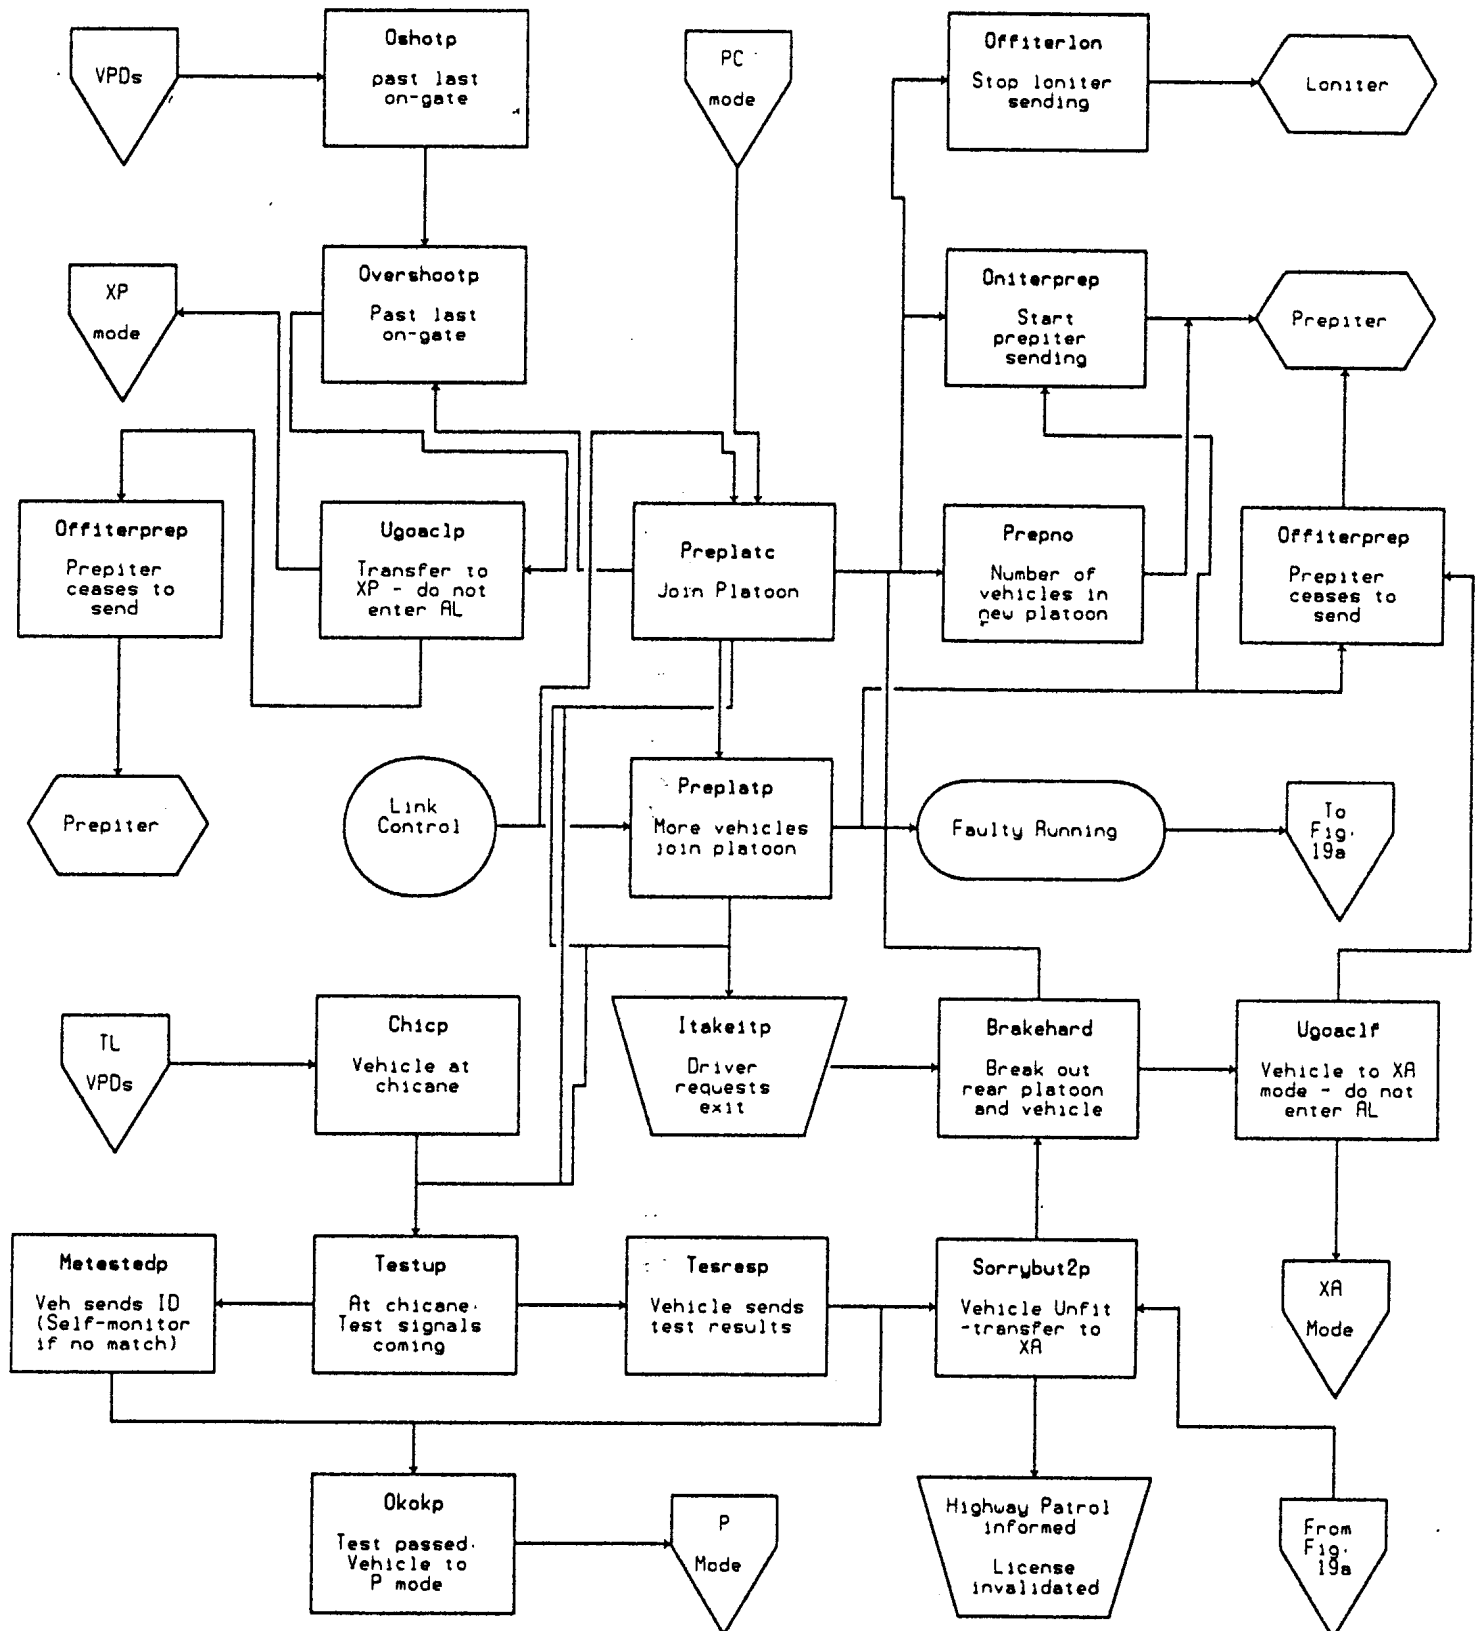 VPDs
Oshotp
past last
on-gate
PC
mode
Offiterlon
Stop loniter
sending
Loniter
XP
mode
Overshootp
Past last
on-gate
Oniterprep
Start
prepiter
sending
Prepiter
Offiterprep
Prepiter
ceases to
send
Ugoaclp
Transfer to
XP - do not
enter AL
Preplatc
Join Platoon
Prepno
Number of
vehicles in
new platoon
Offiterprep
Prepiter
ceases to
send
Prepiter
Link
Control
Preplatp
More vehicles
join platoon
Faulty Running
To
Fig.
19a
TL
VPDs
Chicp
Vehicle at
chicane
Itakeitp
Driver
requests
exit
Brakehard
Break out
rear platoon
and vehicle
Ugoaclf
Vehicle to XA
mode - do not
enter AL
Metestedp
Veh sends ID
(Self-monitor
if no match)
Testup
At chicane.
Test signals
coming
Tesresp
Vehicle sends
test results
Sorrybut2p
Vehicle Unfit
-transfer to
XA
XA
Mode
Okokp
Test passed.
Vehicle to
P mode
P
Mode
Highway Patrol
informed
License
invalidated
From
Fig.
19a